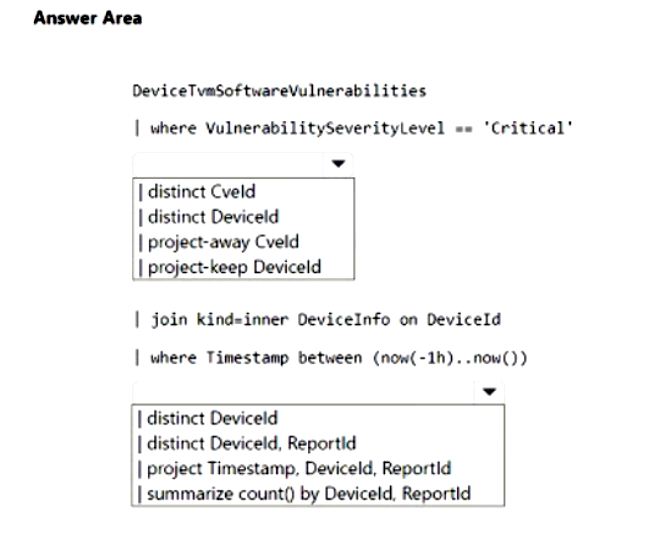 Answer Area
DeviceTvmSoftwareVulnerabilities
| where VulnerabilitySeverityLevel == 'Critical'
| distinct CveId
| distinct DeviceId
| project-away CveId
| project-keep DeviceId
| join kind=inner DeviceInfo on DeviceId
| where Timestamp between (now(-1h)..now())
| distinct DeviceId
| distinct DeviceId, ReportId
| project Timestamp, DeviceId, ReportId
| summarize count() by DeviceId, ReportId